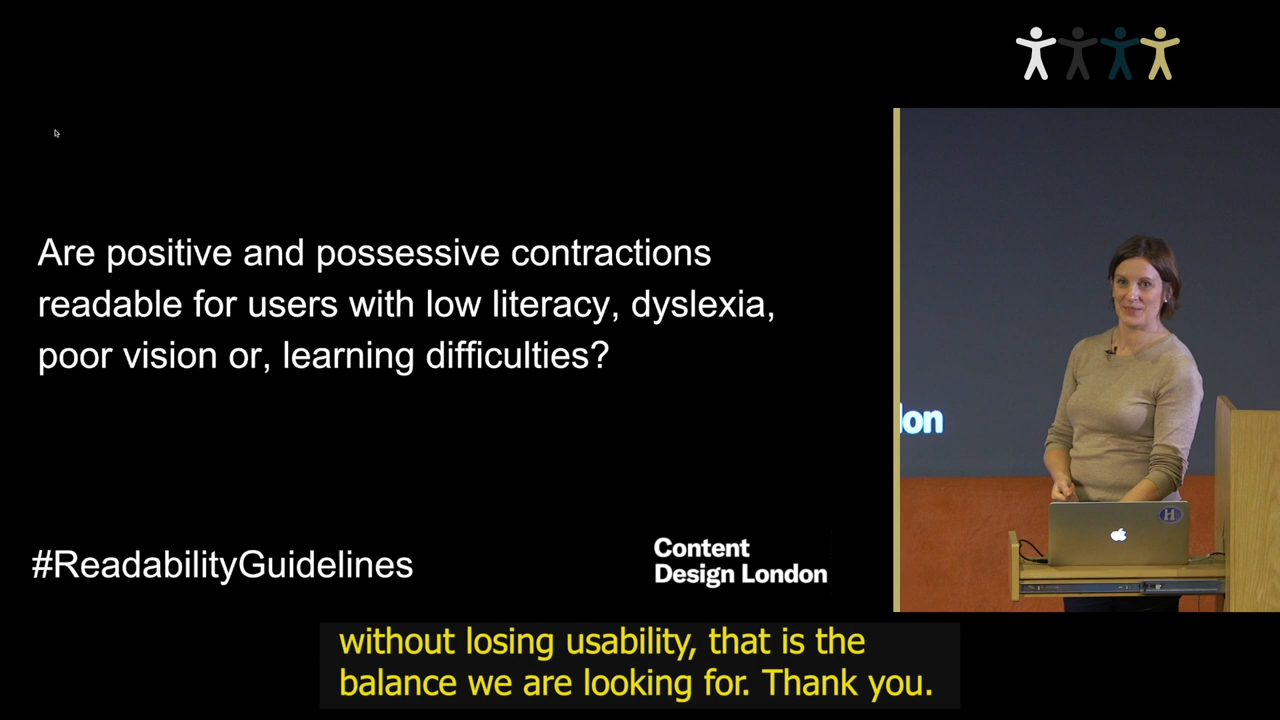 Are positive and possessive contractions
readable for users with low literacy, dyslexia,
poor vision or, learning difficulties?
#ReadabilityGuidelines
Content
Design London
lon
H
without losing usability, that is the
balance we are looking for. Thank you.